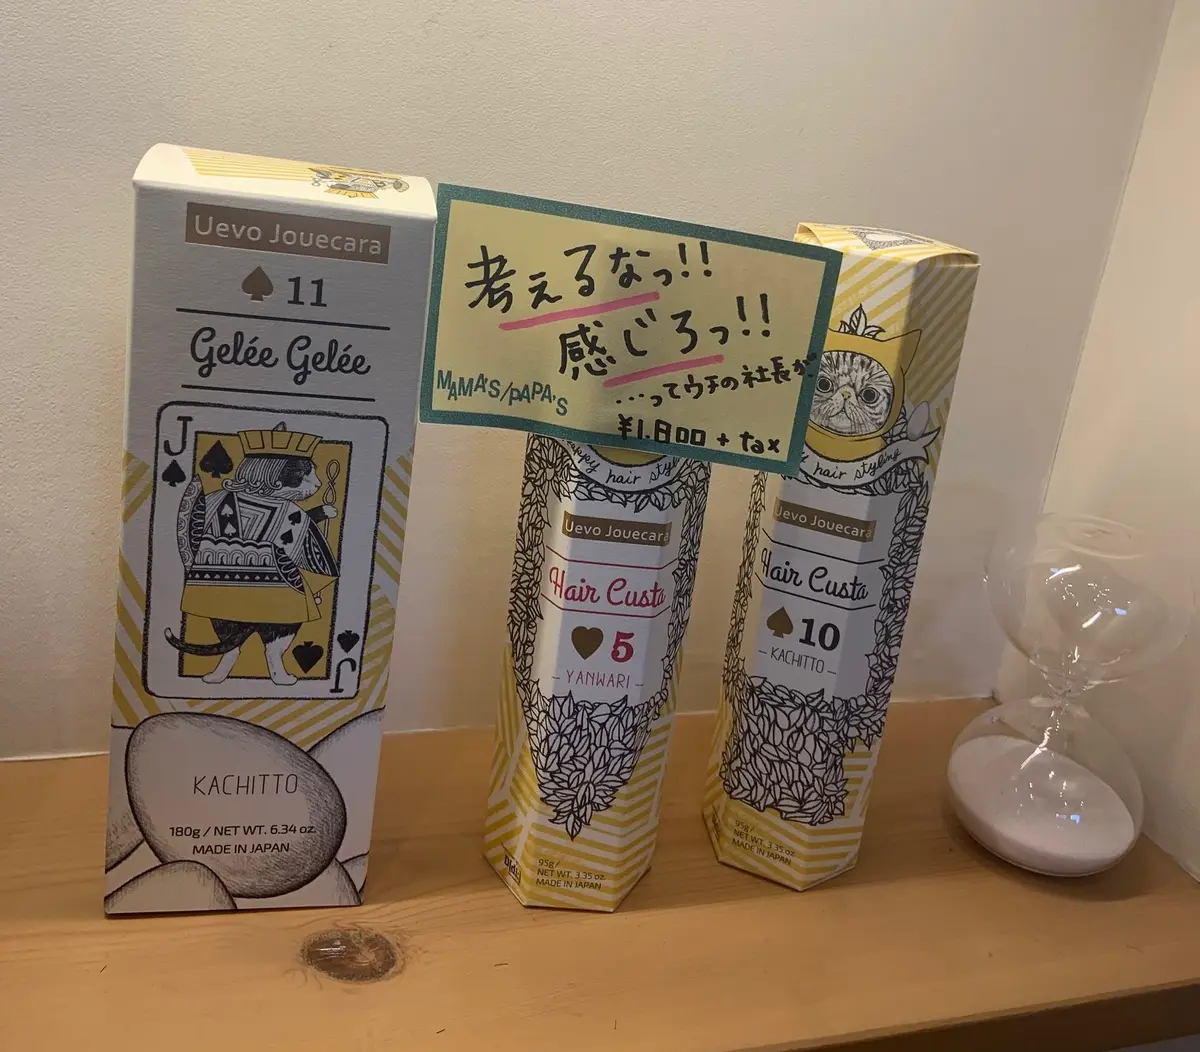 Uevo Jouecara
♠ 11
Gelée Gelée
J
J
KACHITTO
180g / NET WT. 6.34 oz.
MADE IN JAPAN
考えるなっ!!
感じろっ!!
...ってウチの社長が
MAMA'S/PAPA'S
¥1.800 + tax
hair
Uevo Jouecara
Hair Custa
♥ 5
- YANWARI -
95g /
NET WT. 3.35 oz.
MADE IN JAPAN
hair styling
Uevo Jouecara
Hair Custa
♠ 10
- KACHITTO -
95g /
NET WT. 3.35 oz.
MADE IN JAPAN